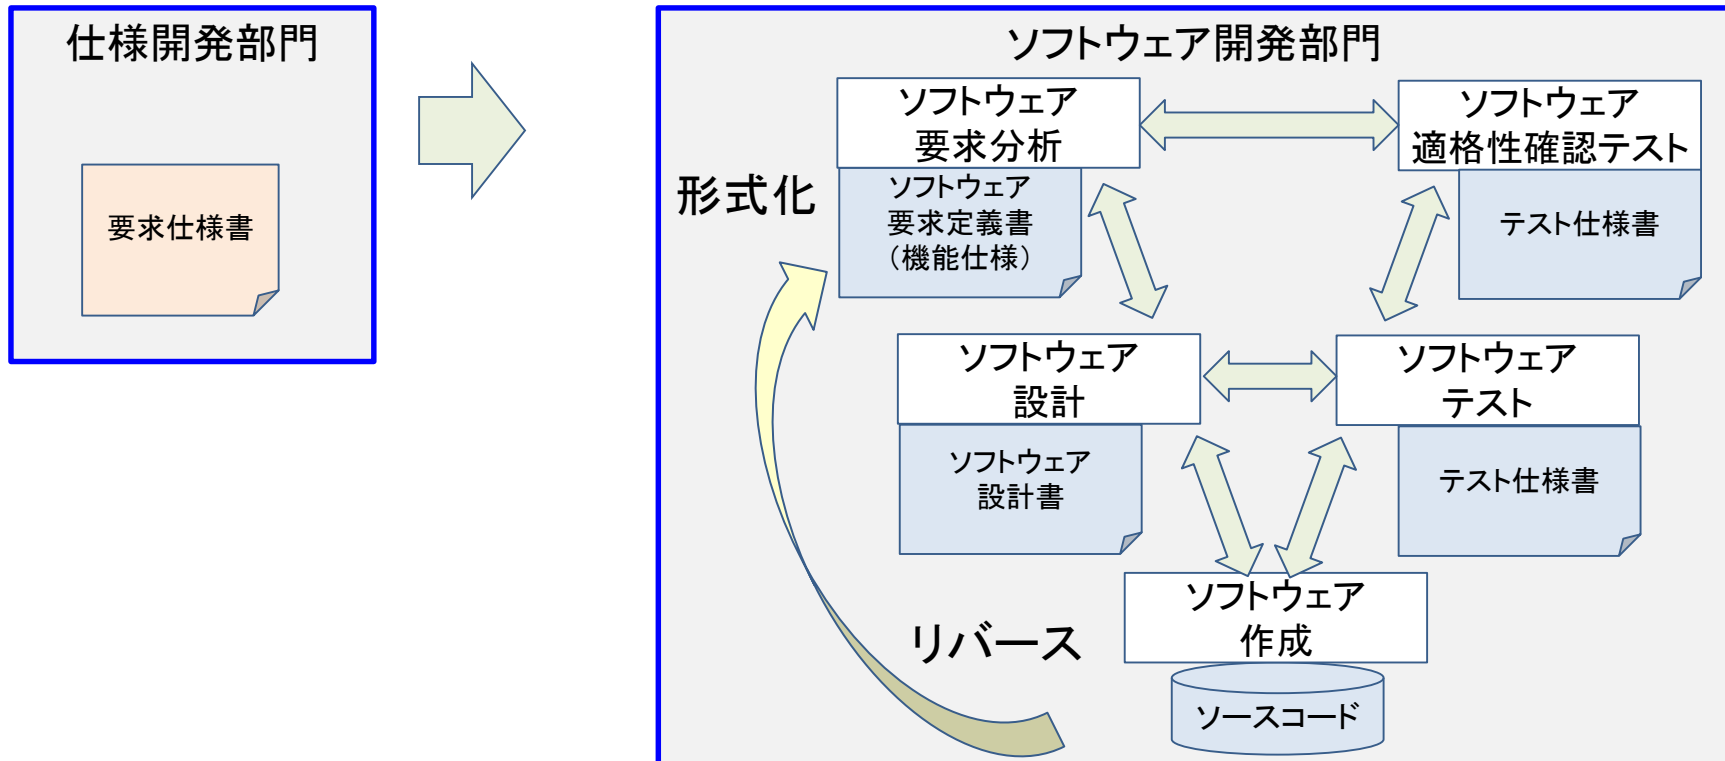 仕様開発部門
要求仕様書
ソフトウェア開発部門
ソフトウェア
要求分析
ソフトウェア
適格性確認テスト
形式化
ソフトウェア
要求定義書
（機能仕様）
テスト仕様書
ソフトウェア
設計
ソフトウェア
テスト
ソフトウェア
設計書
テスト仕様書
リバース
ソフトウェア
作成
ソースコード